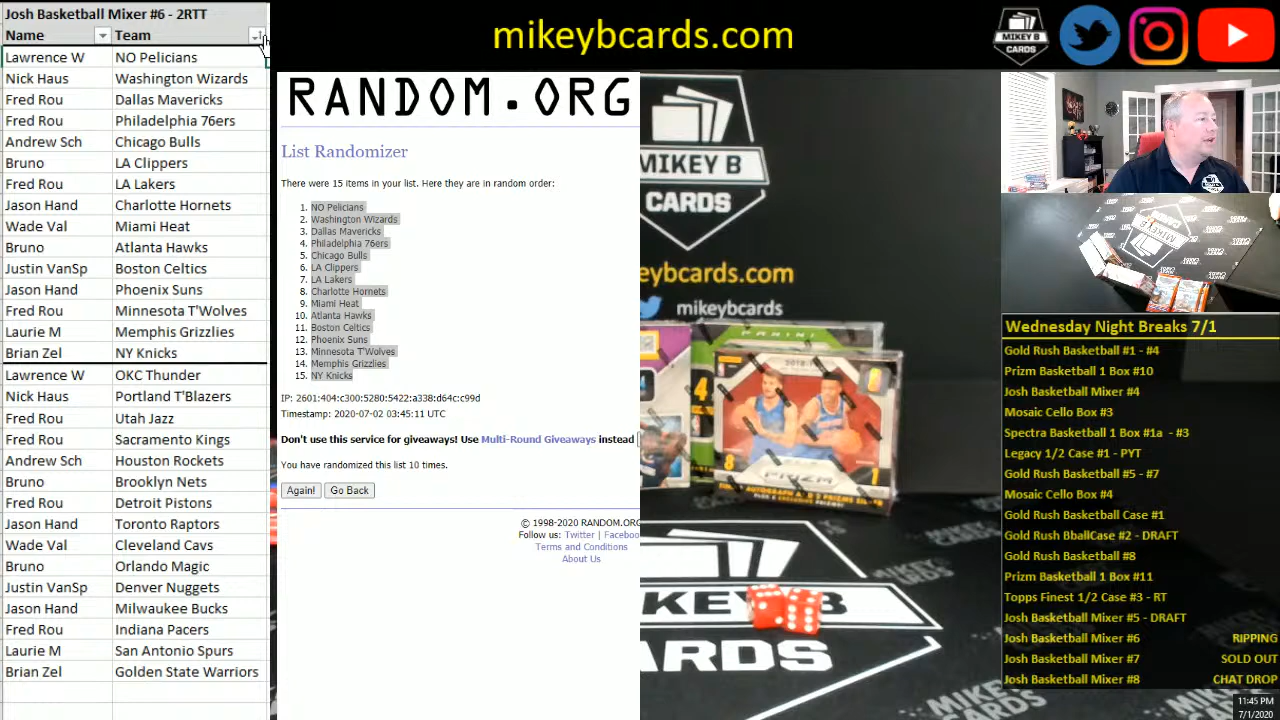 Josh Basketball Mixer #6 - 2RTT
Name Team
Lawrence W NO Pelicians
Nick Haus Washington Wizards
Fred Rou Dallas Mavericks
Fred Rou Philadelphia 76ers
Andrew Sch Chicago Bulls
Bruno LA Clippers
Fred Rou LA Lakers
Jason Hand Charlotte Hornets
Wade Val Miami Heat
Bruno Atlanta Hawks
Justin VanSp Boston Celtics
Jason Hand Phoenix Suns
Fred Rou Minnesota T'Wolves
Laurie M Memphis Grizzlies
Brian Zel NY Knicks
Lawrence W OKC Thunder
Nick Haus Portland T'Blazers
Fred Rou Utah Jazz
Fred Rou Sacramento Kings
Andrew Sch Houston Rockets
Bruno Brooklyn Nets
Fred Rou Detroit Pistons
Jason Hand Toronto Raptors
Wade Val Cleveland Cavs
Bruno Orlando Magic
Justin VanSp Denver Nuggets
Jason Hand Milwaukee Bucks
Fred Rou Indiana Pacers
Laurie M San Antonio Spurs
Brian Zel Golden State Warriors
mikeybcards.com
RANDOM.ORG
List Randomizer
There were items in your list. Here they are in random order:
1. NO Pelicians
2. Washington Wizards
3. Dallas Mavericks
4. Philadelphia 76ers
5. Chicago Bulls
6. LA Clippers
7. LA Lakers
8. Charlotte Hornets
9. Miami Heat
10. Atlanta Hawks
11. Boston Celtics
12. Phoenix Suns
13. Minnesota T'Wolves
14. Memphis Grizzlies
15. NY Knicks
IP: 2601:404:c300:5280:5422:a338:d64c:c99d
Timestamp: 2020-07-02 03:45:11 UTC
Don't use this service for giveaways! Use Multi-Round Giveaways instead
You have randomized this list 10 times.
Again! Go Back
© 1998-2020 RANDOM.ORG
Follow us: Twitter | Faceboo
Terms and Conditions
About Us
MIKEY B
CARDS
eybcards.com
mikeybcards
PANINI
PRIZM
MIKEY B
CARDS
MIKEY B
CARDS
Wednesday Night Breaks 7/1
Gold Rush Basketball #1 - #4
Prizm Basketball 1 Box #10
Josh Basketball Mixer #4
Mosaic Cello Box #3
Spectra Basketball 1 Box #1a - #3
Legacy 1/2 Case #1 - PYT
Gold Rush Basketball #5 - #7
Mosaic Cello Box #4
Gold Rush Basketball Case #1
Gold Rush BballCase #2 - DRAFT
Gold Rush Basketball #8
Prizm Basketball 1 Box #11
Topps Finest 1/2 Case #3 - RT
Josh Basketball Mixer #5 - DRAFT
Josh Basketball Mixer #6 RIPPING
Josh Basketball Mixer #7 SOLD OUT
Josh Basketball Mixer #8 CHAT DROP
11:45 PM
7/1/2020